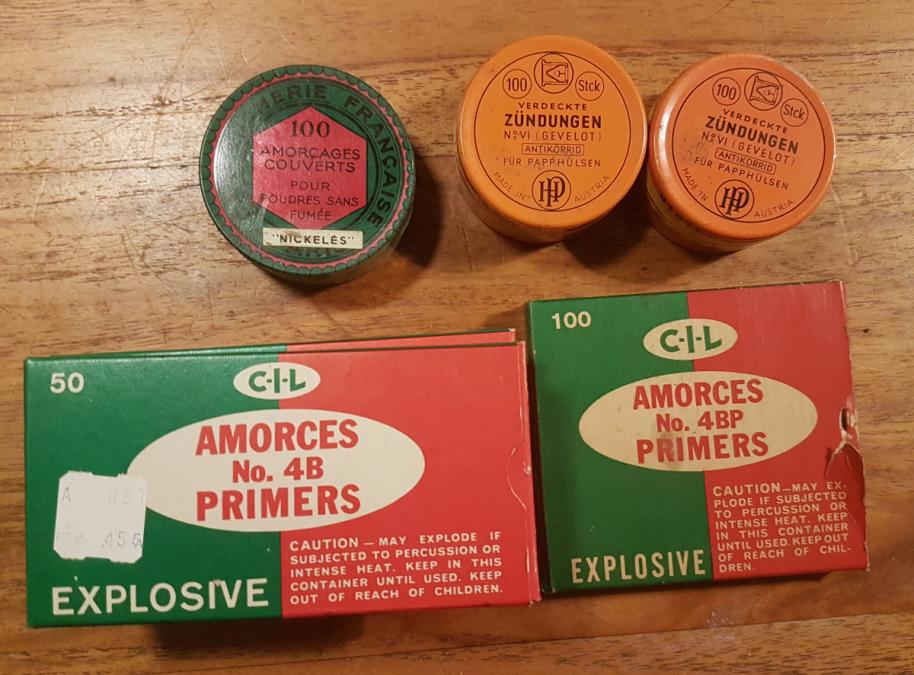 MERIE FRANÇAISE
100
AMORÇAGES
COUVERTS
POUR
POUDRES SANS
FUMÉE
"NICKELÉS"
100
Stck
VERDECKTE
ZÜNDUNGEN
No VI (GEVELOT)
ANTIKORRID
FÜR PAPPHÜLSEN
MADE IN AUSTRIA
HP
100
Stck
VERDECKTE
ZÜNDUNGEN
No VI (GEVELOT)
ANTIKORRID
FÜR PAPPHÜLSEN
MADE IN AUSTRIA
HP
50
C-I-L
AMORCES
No. 4B
PRIMERS
EXPLOSIVE
CAUTION — MAY EXPLODE IF
SUBJECTED TO PERCUSSION OR
INTENSE HEAT. KEEP IN THIS
CONTAINER UNTIL USED. KEEP
OUT OF REACH OF CHILDREN.
100
C-I-L
AMORCES
No. 4BP
PRIMERS
EXPLOSIVE
CAUTION—MAY EX-
PLODE IF SUBJECTED
TO PERCUSSION OR
INTENSE HEAT. KEEP
IN THIS CONTAINER
UNTIL USED. KEEP OUT
OF REACH OF CHIL-
DREN.